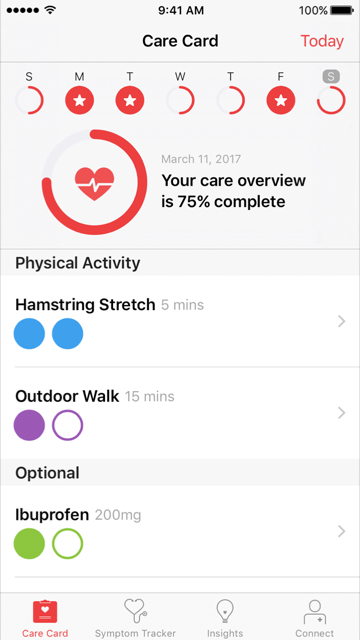 9:41 AM 100%
Care Card Today
S M T W T F S
March 11, 2017
Your care overview
is 75% complete
Physical Activity
Hamstring Stretch 5 mins
Outdoor Walk 15 mins
Optional
Ibuprofen 200mg
Care Card Symptom Tracker Insights Connect